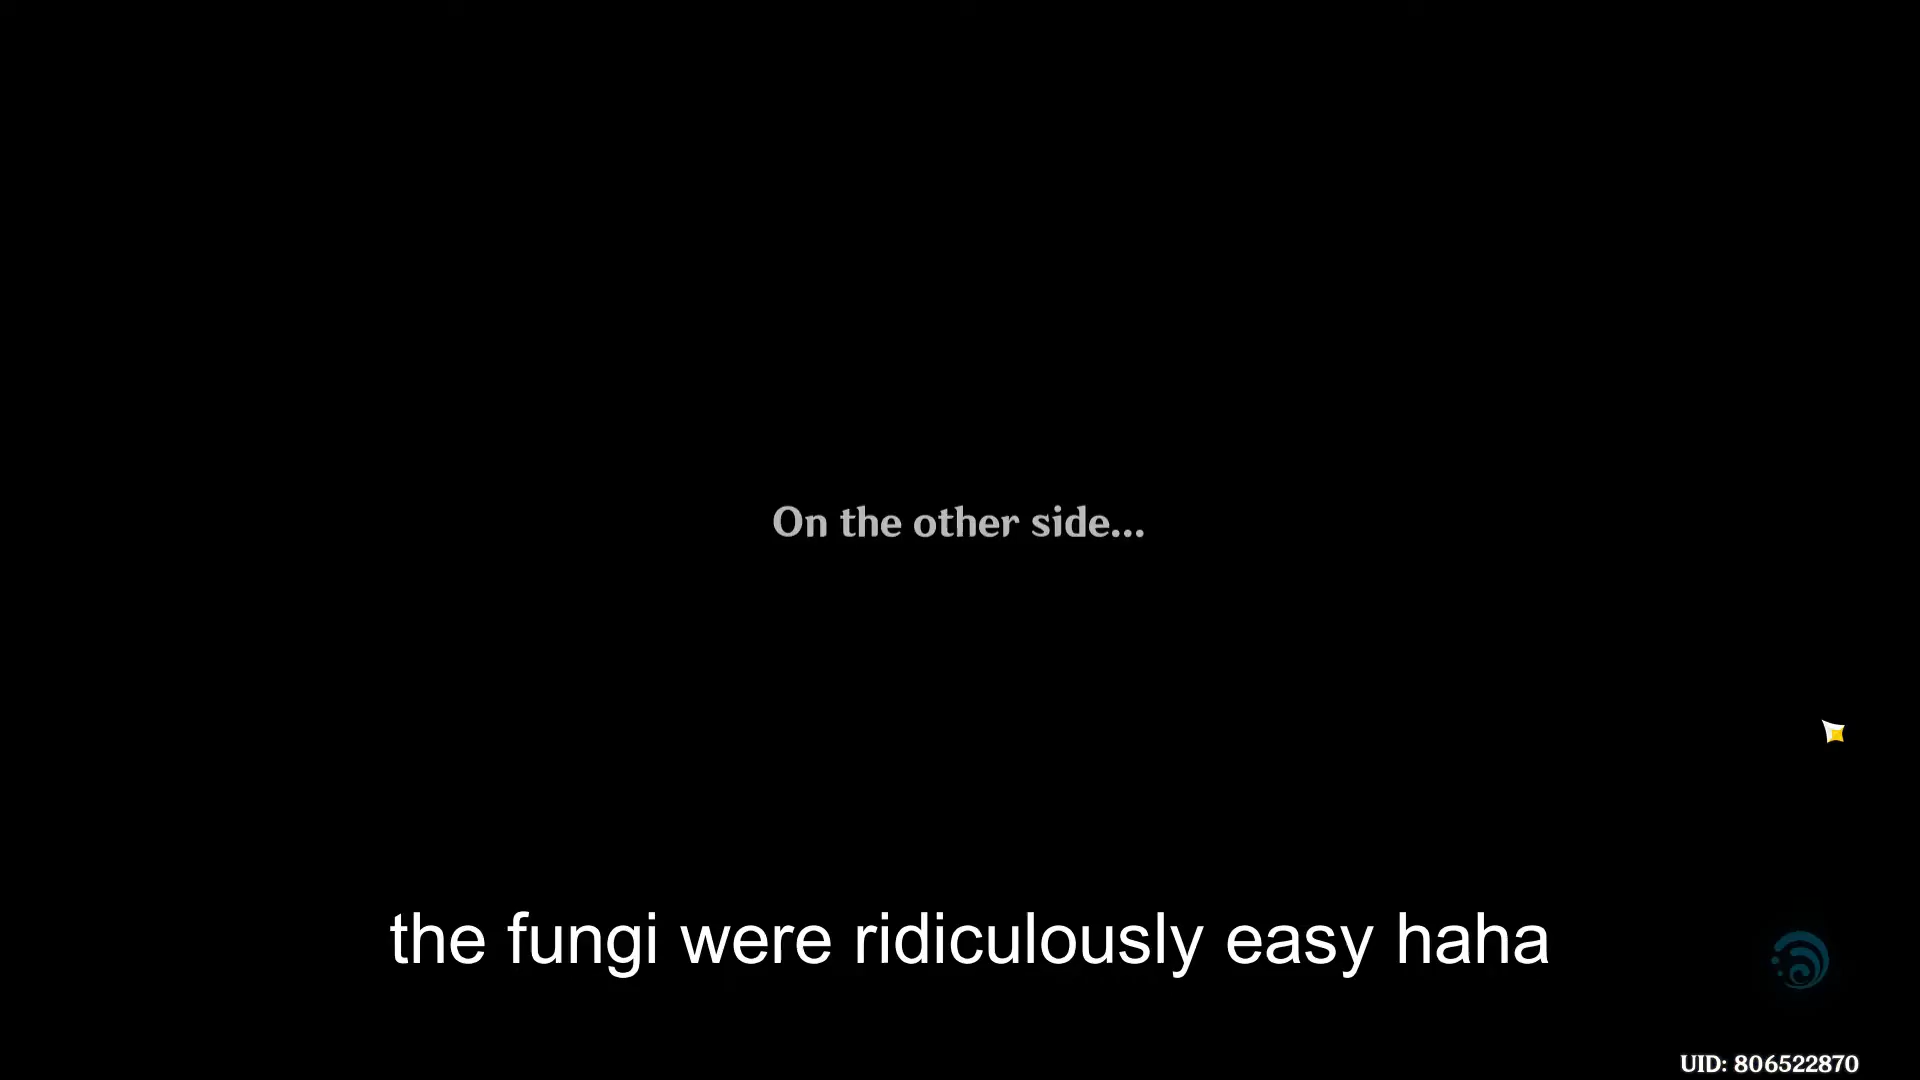 On the other side...
the fungi were ridiculously easy haha
UID: 806522870